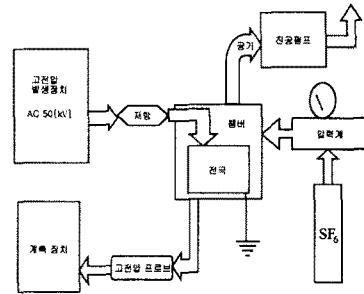 고전압
발생장치
AC 50[kV]
저항
공기
진공펌프
챔버
전극
압력계
SF₆
계측 장치
고전압 프로브